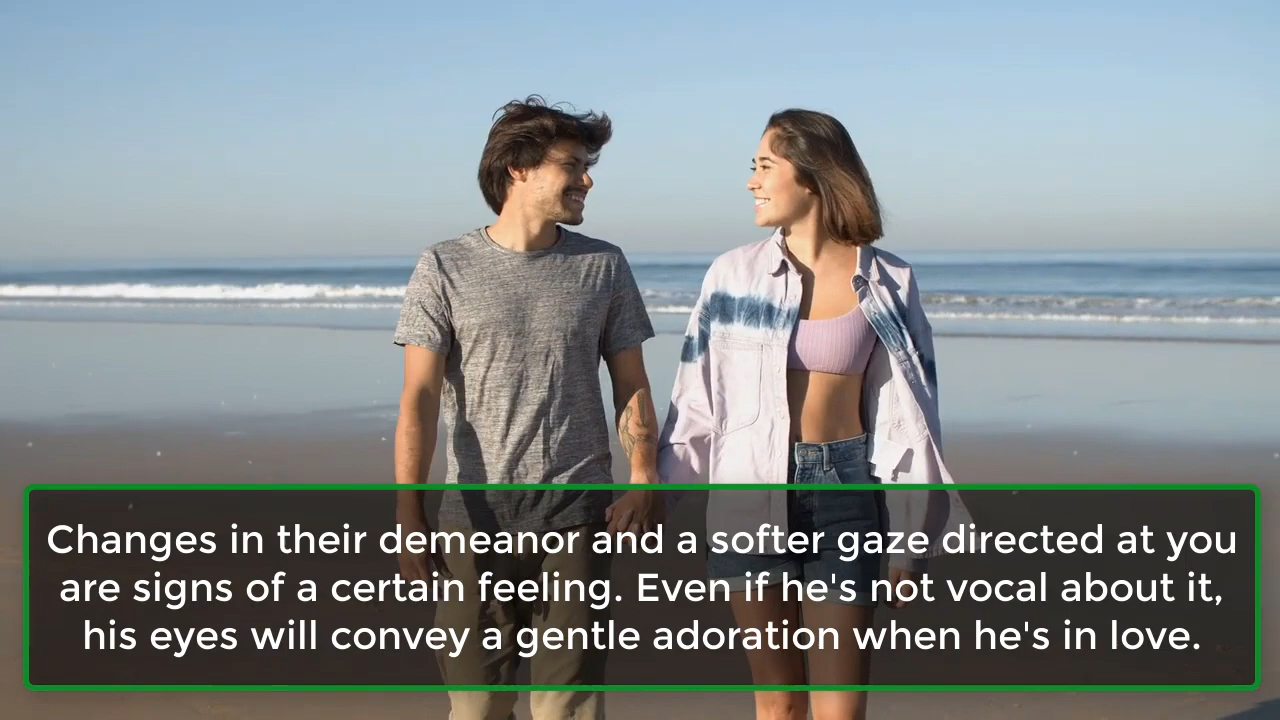 Changes in their demeanor and a softer gaze directed at you
are signs of a certain feeling. Even if he's not vocal about it,
his eyes will convey a gentle adoration when he's in love.